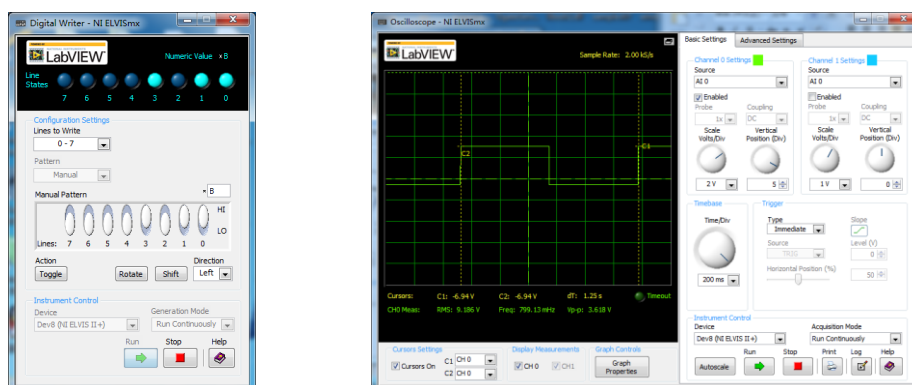 Digital Writer - NI ELVISmx
LabVIEW
Numeric Value × B
Line
States
7 6 5 4 3 2 1 0
Configuration Settings
Lines to Write
0 - 7
Pattern
Manual
Manual Pattern
× B
HI
LO
Lines: 7 6 5 4 3 2 1 0
Action
Direction
Toggle
Rotate
Shift
Left
Instrument Control
Device
Generation Mode
Dev8 (NI ELVIS II+)
Run Continuously
Run Stop Help
Oscilloscope - NI ELVISmx
LabVIEW
Sample Rate: 2.00 kS/s
C2
C1
Cursors: C1: -6.94 V C2: -6.94 V dT: 1.25 s Timeout
CH0 Meas: RMS: 9.186 V Freq: 799.13 mHz Vp-p: 3.618 V
Cursors Settings
Cursors On
C1 CH 0
C2 CH 0
Display Measurements
CH 0 CH1
Graph Controls
Graph
Properties
Basic Settings
Advanced Settings
Channel 0 Settings
Source
AI 0
Enabled
Probe
Coupling
1x
DC
Scale
Volts/Div
Vertical
Position (Div)
2 V
5
Channel 1 Settings
Source
AI 0
Enabled
Probe
Coupling
1x
DC
Scale
Volts/Div
Vertical
Position (Div)
1 V
0
Timebase
Time/Div
200 ms
Trigger
Type
Immediate
Slope
Source
TRIG
Level (V)
0
Horizontal Position (%)
50
Instrument Control
Device
Acquisition Mode
Dev8 (NI ELVIS II+)
Run Continuously
Run Stop Print Log Help
Autoscale